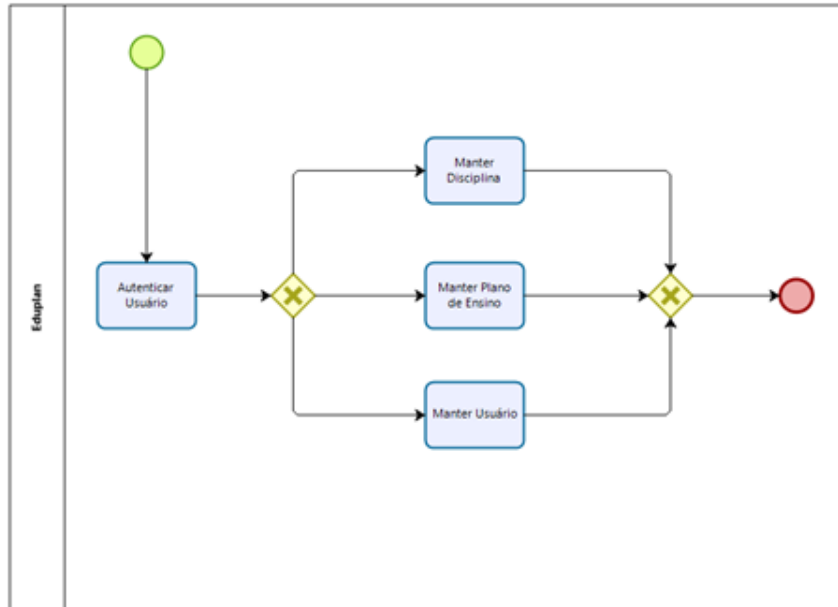 Eduplan
Autenticar
Usuário
Manter
Disciplina
Manter Plano
de Ensino
Manter Usuário